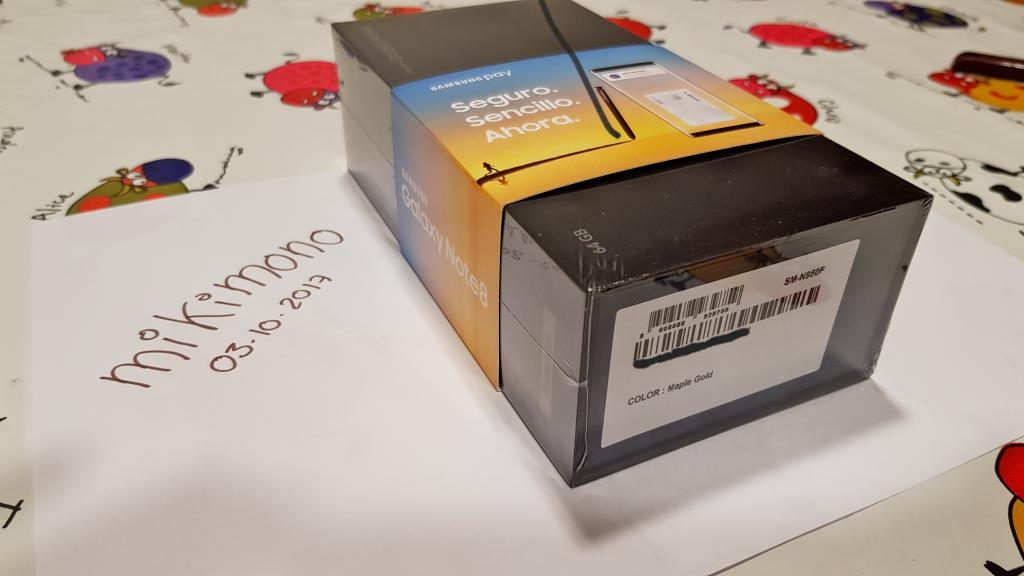 SAMSUNG pay
Seguro.
Sencillo.
Ahora.
SAMSUNG
Galaxy Note8
64 GB
SM-N950F
COLOR : Maple Gold
mikimono
03.10.2017
Alice